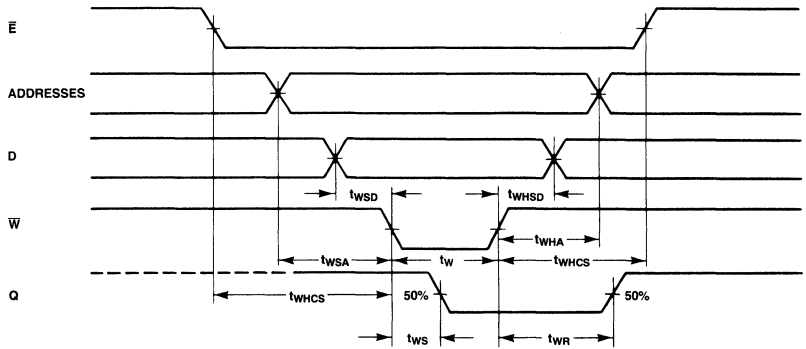 E̅
ADDRESSES
D
tWSD
tWHSD
W̅
tWHA
tWSA
tW
tWHCS
Q
tWHCS
50%
50%
tWS
tWR